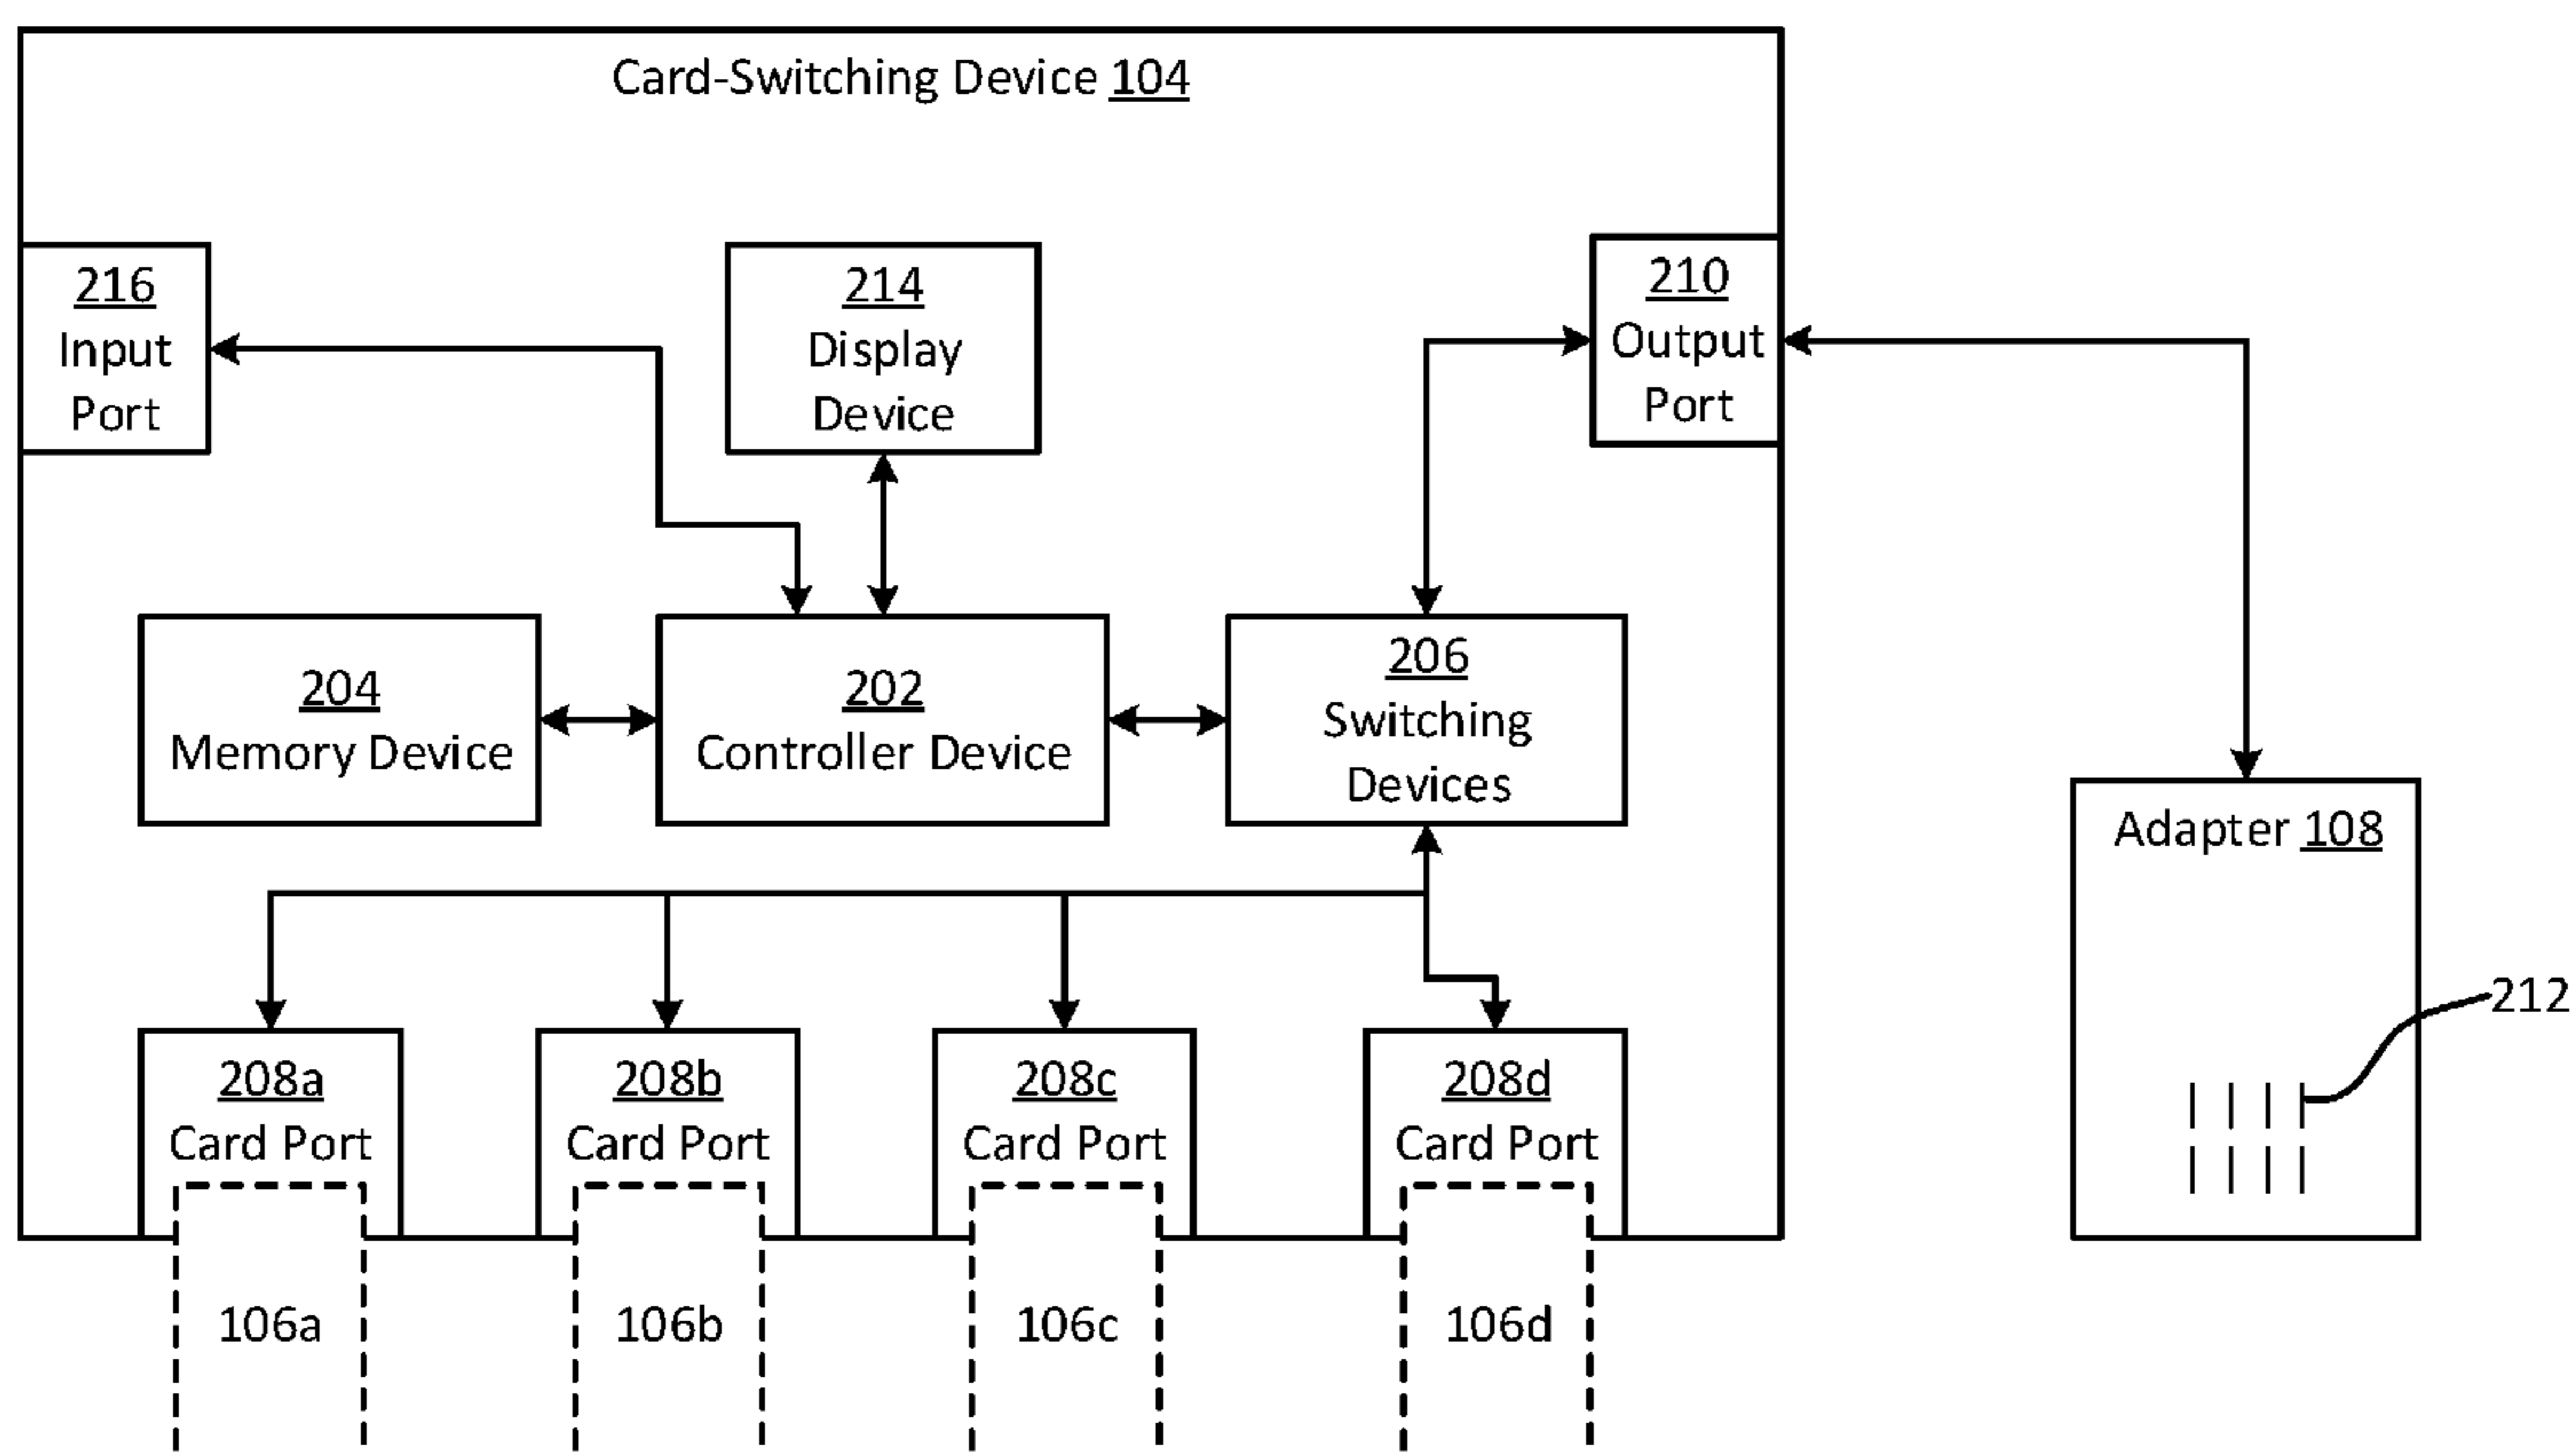 Card-Switching Device 104
216
Input
Port
214
Display
Device
210
Output
Port
204
Memory Device
202
Controller Device
206
Switching
Devices
Adapter 108
212
208a
Card Port
208b
Card Port
208c
Card Port
208d
Card Port
106a
106b
106c
106d